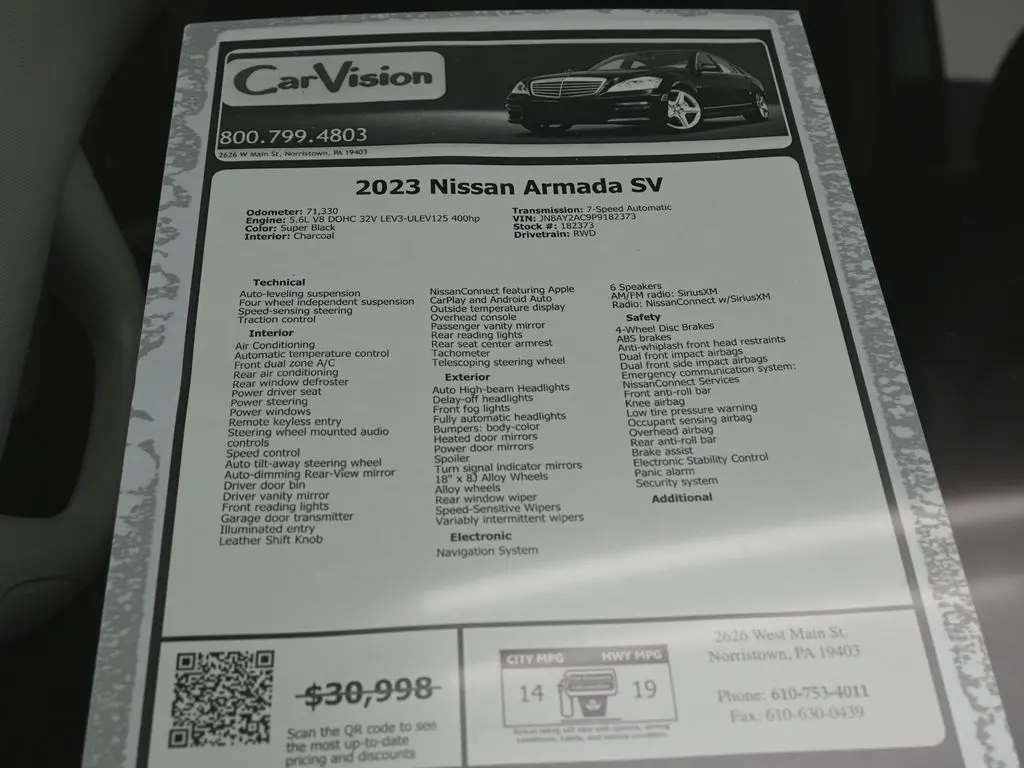 CarVision
800.799.4803
2626 W Main St, Norristown, PA 19403
2023 Nissan Armada SV
Odometer: 71,330
Engine: 5.6L V8 DOHC 32V LEV3-ULEV125 400hp
Color: Super Black
Interior: Charcoal
Transmission: 7-Speed Automatic
VIN: JN8AY2AC9P9182373
Stock #: 182373
Drivetrain: RWD
Technical
Auto-leveling suspension
Four wheel independent suspension
Speed-sensing steering
Traction control
Interior
Air Conditioning
Automatic temperature control
Front dual zone A/C
Rear air conditioning
Rear window defroster
Power driver seat
Power steering
Power windows
Remote keyless entry
Steering wheel mounted audio
controls
Speed control
Auto tilt-away steering wheel
Auto-dimming Rear-View mirror
Driver door bin
Driver vanity mirror
Front reading lights
Garage door transmitter
Illuminated entry
Leather Shift Knob
NissanConnect featuring Apple
CarPlay and Android Auto
Outside temperature display
Overhead console
Passenger vanity mirror
Rear reading lights
Rear seat center armrest
Tachometer
Telescoping steering wheel
Exterior
Auto High-beam Headlights
Delay-off headlights
Front fog lights
Fully automatic headlights
Bumpers: body-color
Heated door mirrors
Power door mirrors
Spoiler
Turn signal indicator mirrors
18" x 8J Alloy Wheels
Alloy wheels
Rear window wiper
Speed-Sensitive Wipers
Variably intermittent wipers
Electronic
Navigation System
6 Speakers
AM/FM radio: SiriusXM
Radio: NissanConnect w/SiriusXM
Safety
4-Wheel Disc Brakes
ABS brakes
Anti-whiplash front head restraints
Dual front impact airbags
Dual front side impact airbags
Emergency communication system:
NissanConnect Services
Front anti-roll bar
Knee airbag
Low tire pressure warning
Occupant sensing airbag
Overhead airbag
Rear anti-roll bar
Brake assist
Electronic Stability Control
Panic alarm
Security system
Additional
$30,998
Scan the QR code to see
the most up-to-date
pricing and discounts
CITY MPG
HWY MPG
14
19
Actual rating will vary with options, driving
conditions, habits, and vehicle condition.
2626 West Main St.
Norristown, PA 19403
Phone: 610-753-4011
Fax: 610-630-0439